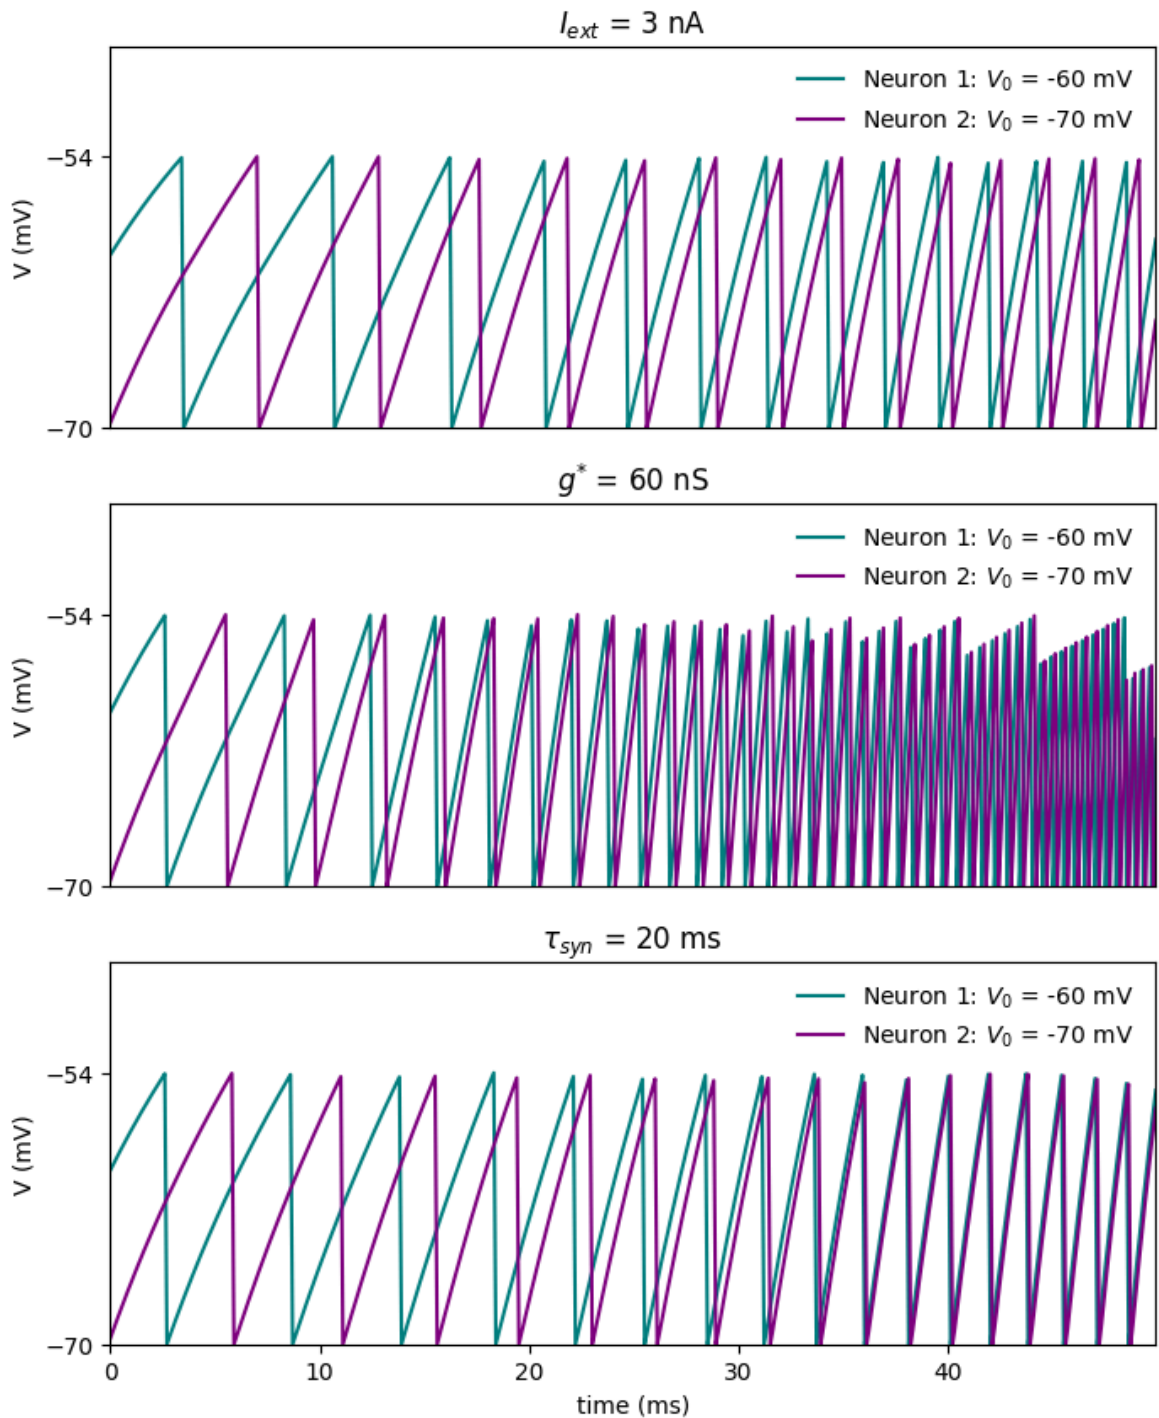 I_ext = 3 nA
Neuron 1: V_0 = -60 mV
Neuron 2: V_0 = -70 mV
−54
V (mV)
−70
g^* = 60 nS
Neuron 1: V_0 = -60 mV
Neuron 2: V_0 = -70 mV
−54
V (mV)
−70
τ_syn = 20 ms
Neuron 1: V_0 = -60 mV
Neuron 2: V_0 = -70 mV
−54
V (mV)
−70
0 10 20 30 40
time (ms)